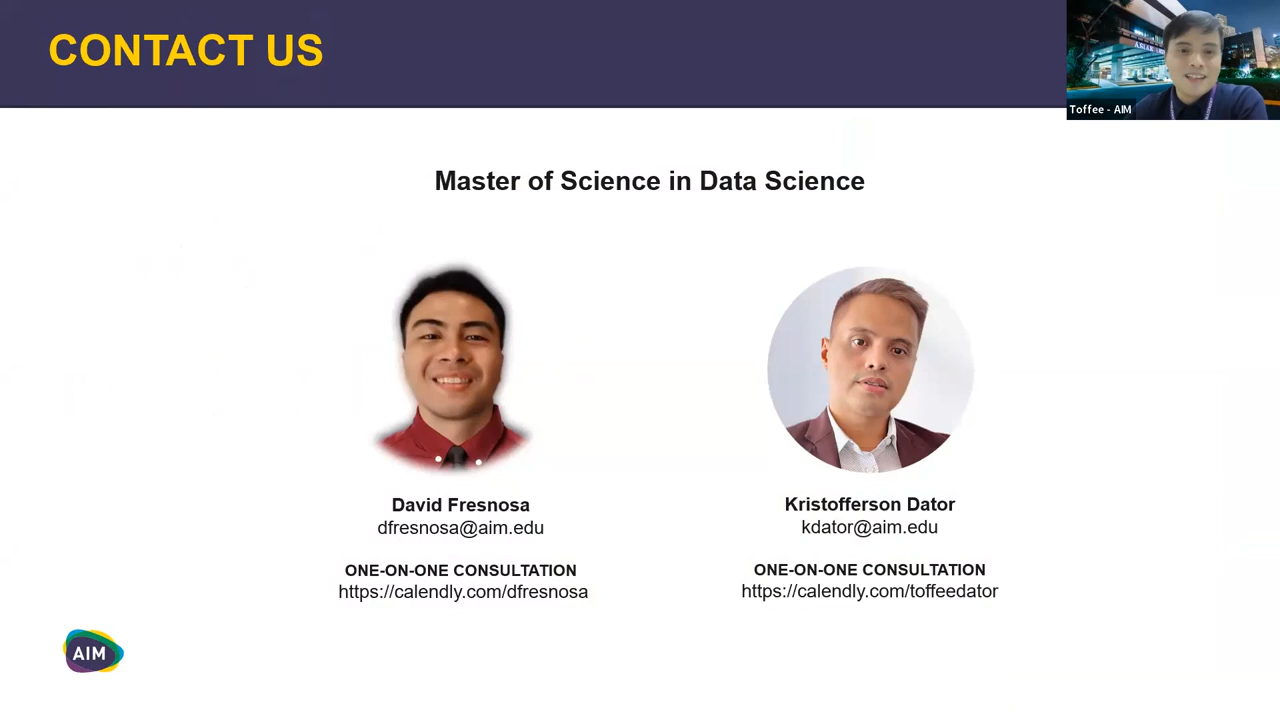 CONTACT US
ASIAN
Toffee - AIM
Master of Science in Data Science
David Fresnosa
dfresnosa@aim.edu
ONE-ON-ONE CONSULTATION
https://calendly.com/dfresnosa
Kristofferson Dator
kdator@aim.edu
ONE-ON-ONE CONSULTATION
https://calendly.com/toffeedator
AIM